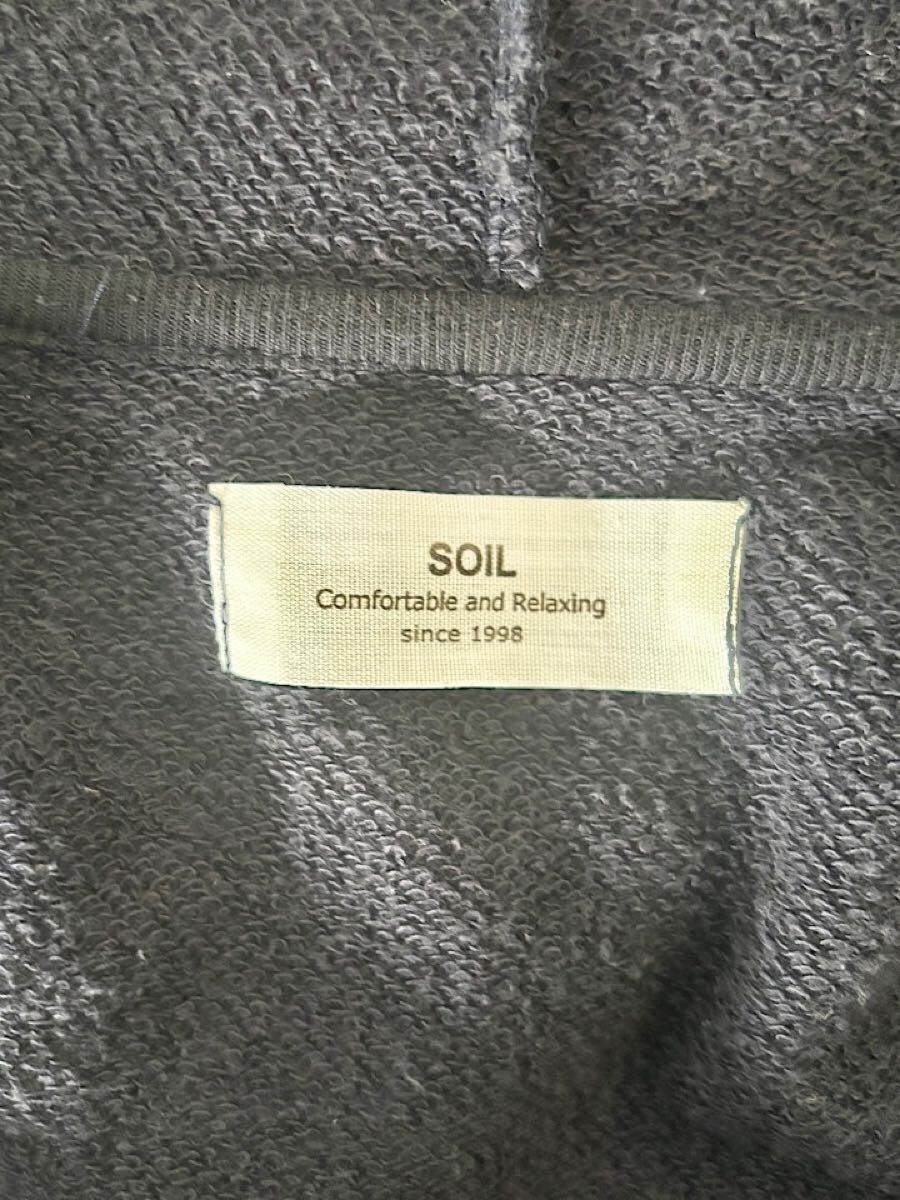 SOIL
Comfortable and Relaxing
since 1998